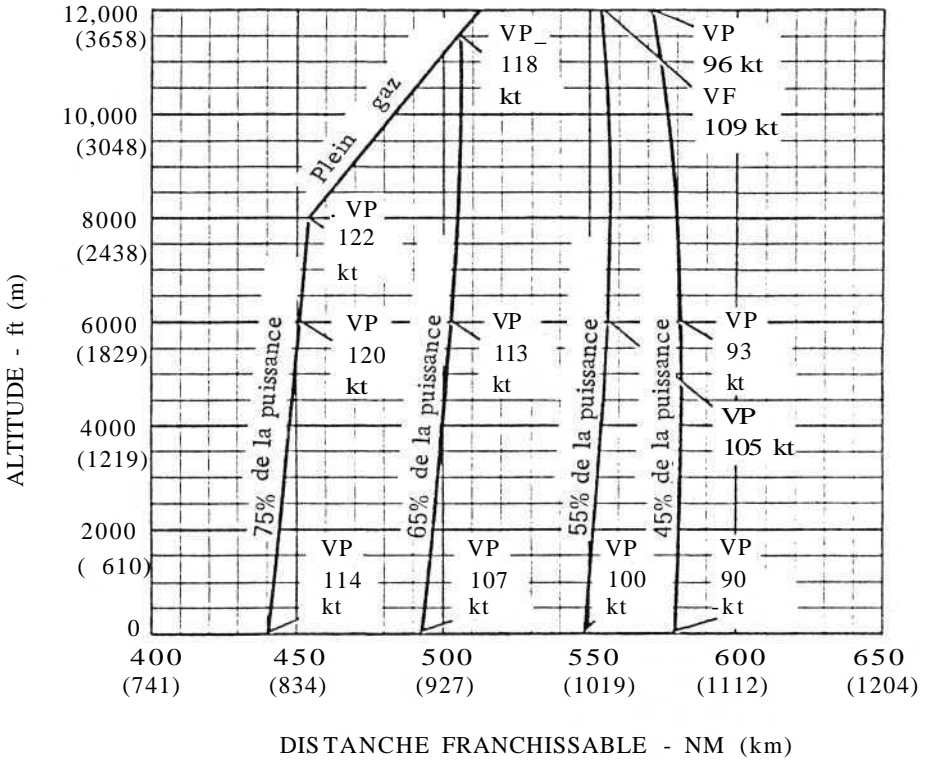 12,000
(3658)
10,000
(3048)
8000
(2438)
6000
(1829)
4000
(1219)
2000
( 610)
0
ALTITUDE - ft (m)
Plein gaz
75% de la puissance
65% de la puissance
55% de la puissance
45% de la puissance
VP_
118
kt
VP
96 kt
VF
109 kt
. VP
122
kt
VP
120
kt
VP
113
kt
VP
93
kt
VP
105 kt
VP
114
kt
VP
107
kt
VP
100
kt
VP
90
-kt
400
450
500
550
600
650
(741)
(834)
(927)
(1019)
(1112)
(1204)
DISTANCHE FRANCHISSABLE - NM (km)